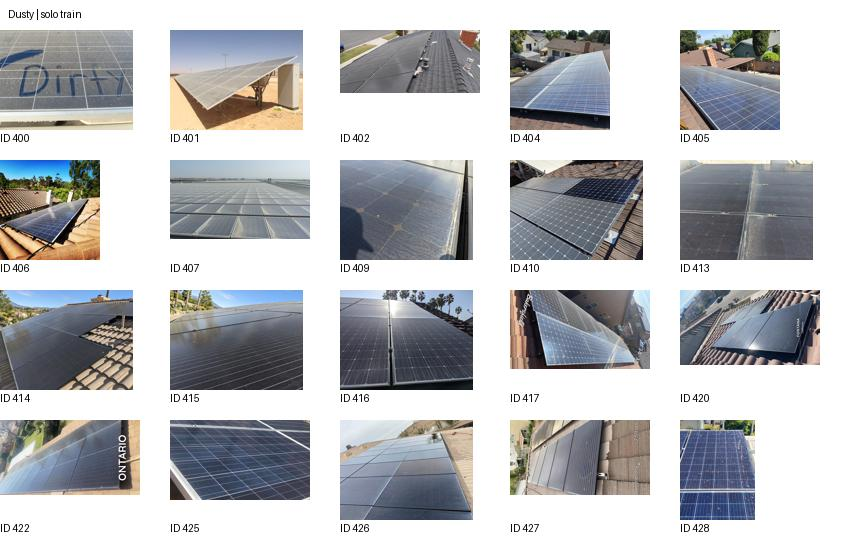 Dusty | solo train
Dirty
ID 400
ID 401
ID 402
ID 404
ID 405
ID 406
ID 407
ID 409
ID 410
ID 413
ID 414
ID 415
ID 416
ID 417
ID 420
ONTARIO
ID 422
ID 425
ID 426
ID 427
ID 428